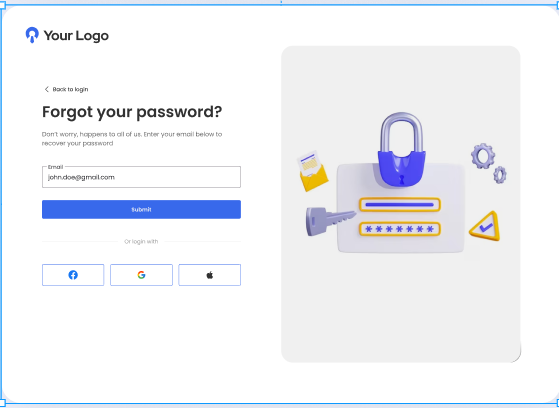 Your Logo
Back to login
Forgot your password?
Don't worry, happens to all of us. Enter your email below to
recover your password
Email
john.doe@gmail.com
Submit
Or login with
*******